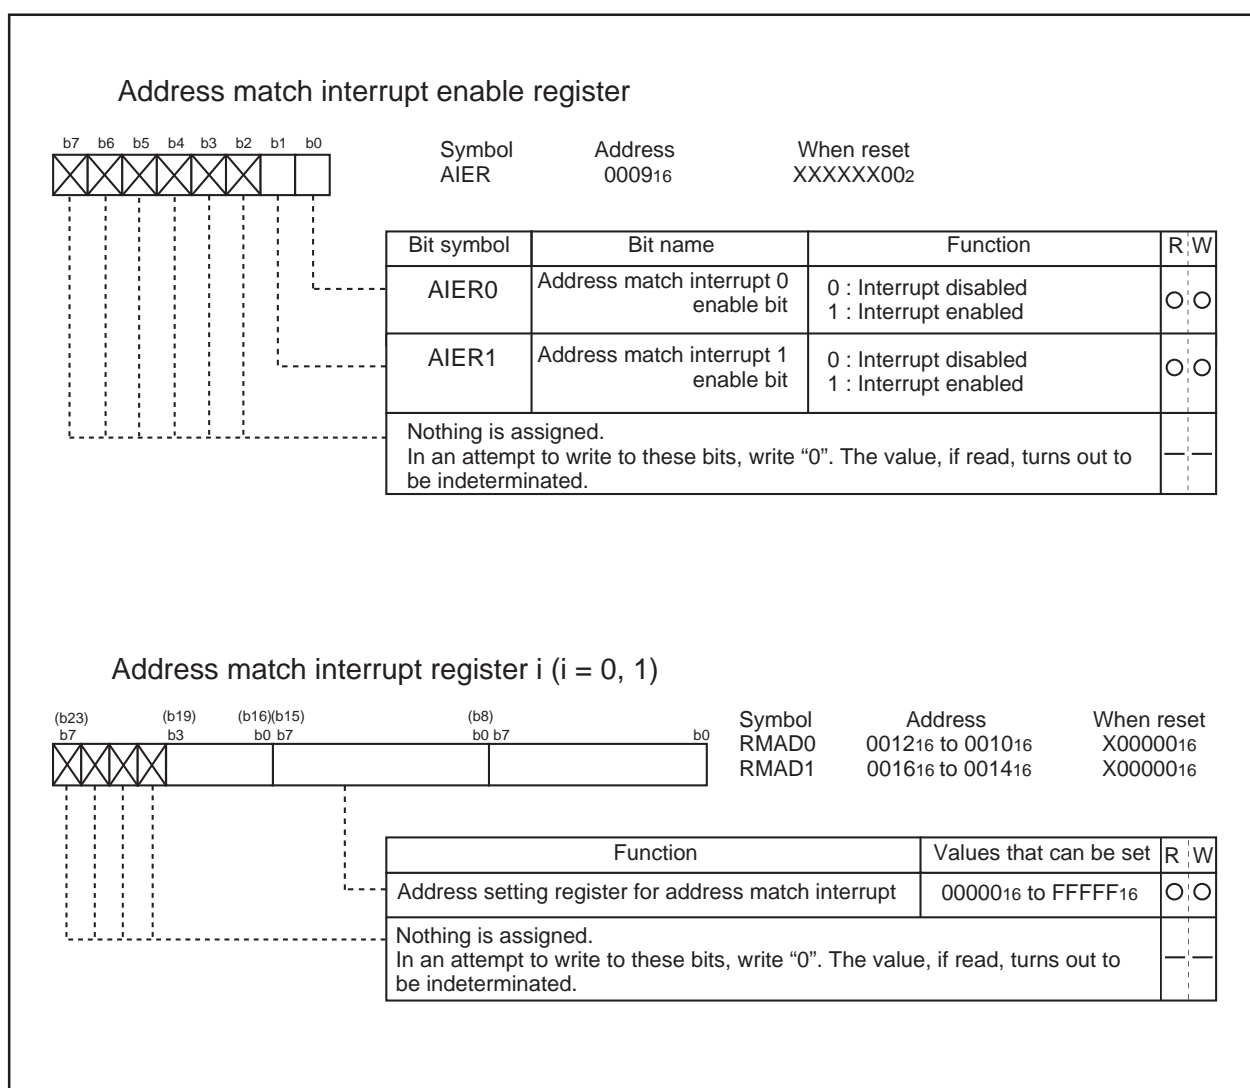 Address match interrupt enable register
b7 b6 b5 b4 b3 b2 b1 b0
Symbol Address When reset
AIER 000916 XXXXXX002
Bit symbol Bit name Function R W
AIER0 Address match interrupt 0 enable bit 0 : Interrupt disabled 1 : Interrupt enabled
AIER1 Address match interrupt 1 enable bit 0 : Interrupt disabled 1 : Interrupt enabled
Nothing is assigned.
In an attempt to write to these bits, write “0”. The value, if read, turns out to
be indeterminated.
Address match interrupt register i (i = 0, 1)
(b23) (b19) (b16)(b15) (b8)
b7 b3 b0 b7 b0 b7 b0
Symbol Address When reset
RMAD0 001216 to 001016 X0000016
RMAD1 001616 to 001416 X0000016
Function Values that can be set R W
Address setting register for address match interrupt 0000016 to FFFFF16
Nothing is assigned.
In an attempt to write to these bits, write “0”. The value, if read, turns out to
be indeterminated.